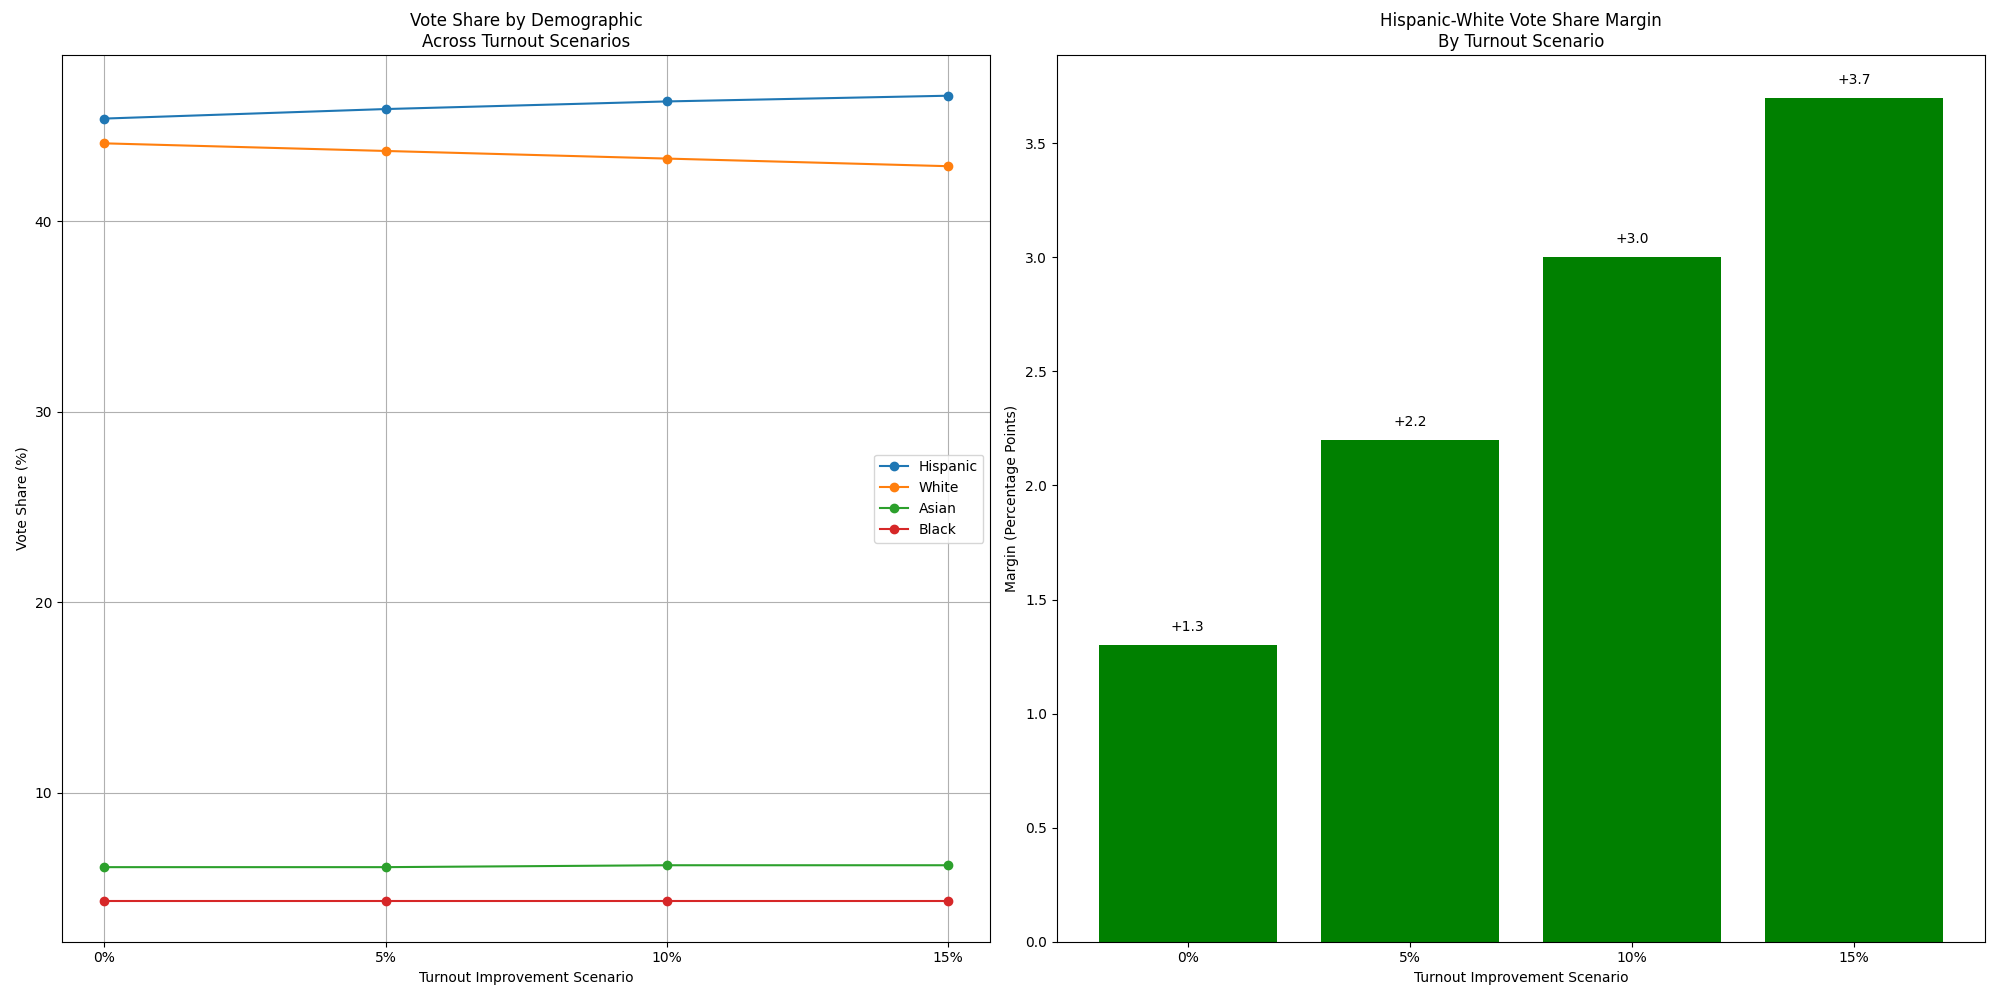 Vote Share by Demographic
Across Turnout Scenarios
Vote Share (%)
40
30
20
10
0%
5%
10%
15%
Turnout Improvement Scenario
Hispanic
White
Asian
Black
Hispanic-White Vote Share Margin
By Turnout Scenario
Margin (Percentage Points)
3.5
3.0
2.5
2.0
1.5
1.0
0.5
0.0
+1.3
+2.2
+3.0
+3.7
0%
5%
10%
15%
Turnout Improvement Scenario